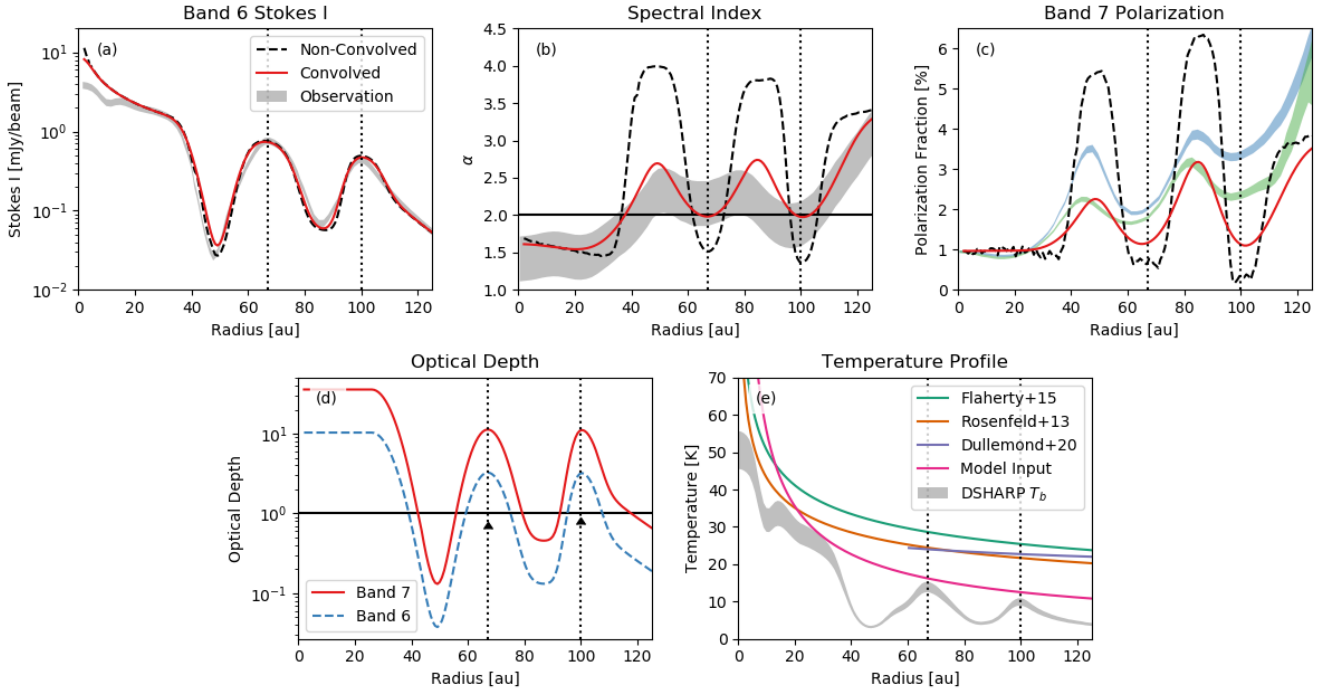 Band 6 Stokes I
(a)
Non-Convolved
Convolved
Observation
Stokes I [mJy/beam]
10^1
10^0
10^-1
10^-2
0 20 40 60 80 100 120
Radius [au]
Spectral Index
(b)
α
4.5
4.0
3.5
3.0
2.5
2.0
1.5
1.0
0 20 40 60 80 100 120
Radius [au]
Band 7 Polarization
(c)
Polarization Fraction [%]
6
5
4
3
2
1
0
0 20 40 60 80 100 120
Radius [au]
Optical Depth
(d)
Optical Depth
10^1
10^0
10^-1
Band 7
Band 6
0 20 40 60 80 100 120
Radius [au]
Temperature Profile
(e)
Flaherty+15
Rosenfeld+13
Dullemond+20
Model Input
DSHARP T_b
Temperature [K]
70
60
50
40
30
20
10
0
0 20 40 60 80 100 120
Radius [au]